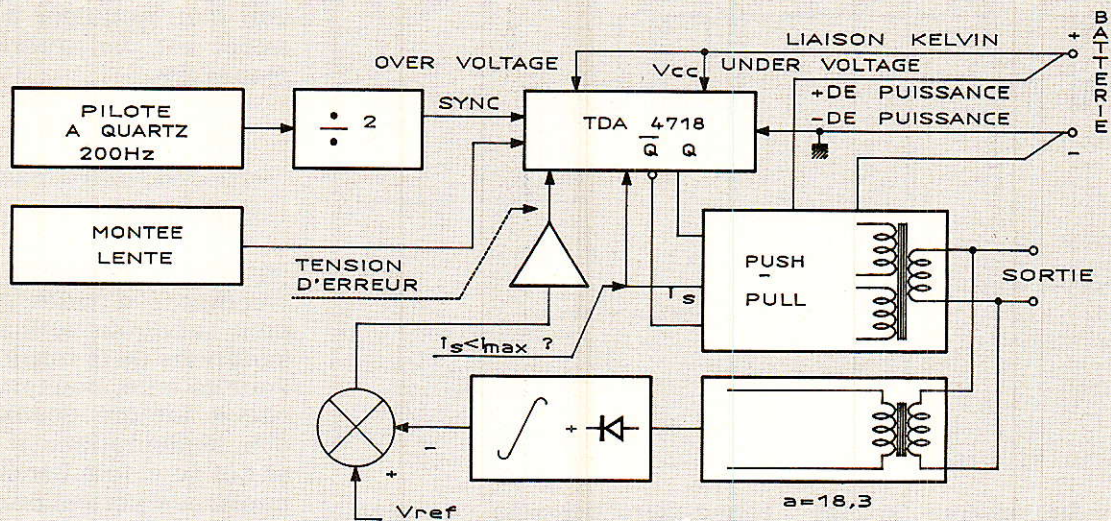 BATTERIE
+
LIAISON KELVIN
OVER VOLTAGE
Vcc
UNDER VOLTAGE
PILOTE
A QUARTZ
200Hz
÷ 2
SYNC
TDA 4718
Q̅ Q
+DE PUISSANCE
-DE PUISSANCE
-
MONTEE
LENTE
TENSION
D'ERREUR
PUSH
-
PULL
SORTIE
Is
Is<Imax ?
-
+
∫ +
Vref
a=18,3